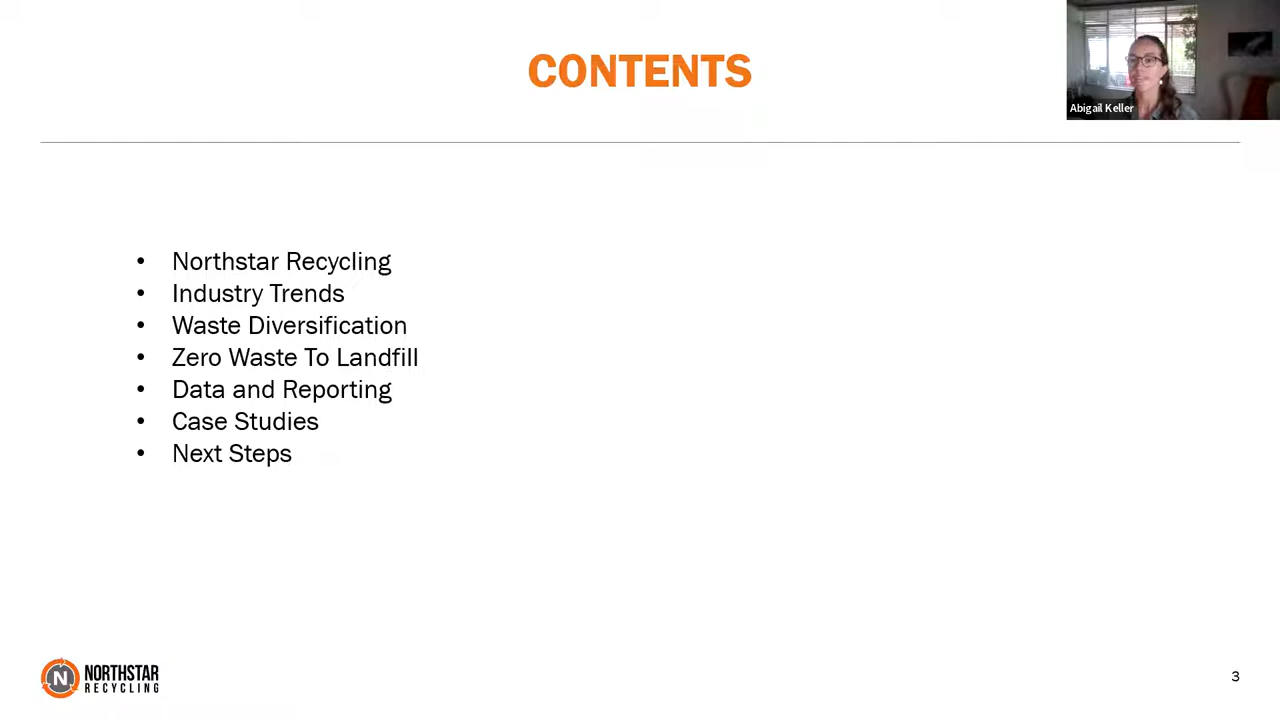 CONTENTS
Abigail Keller
• Northstar Recycling
• Industry Trends
• Waste Diversification
• Zero Waste To Landfill
• Data and Reporting
• Case Studies
• Next Steps
N
NORTHSTAR
RECYCLING
3